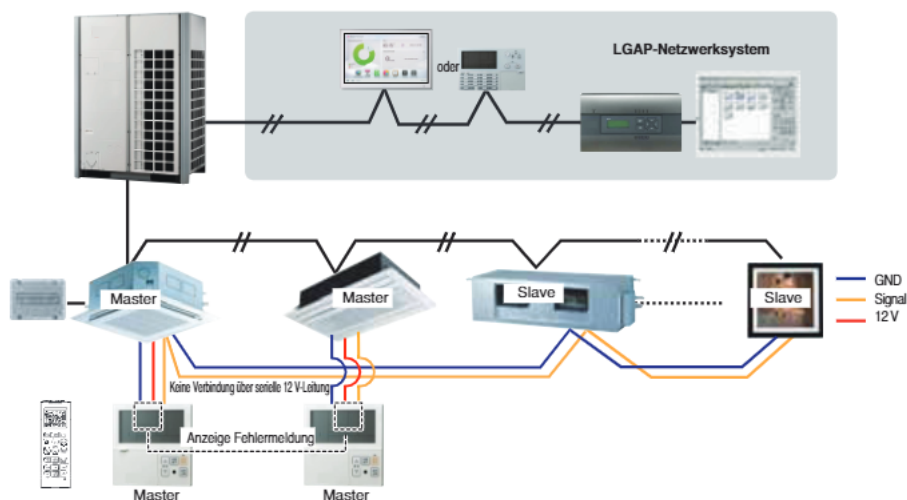 LGAP-Netzwerksystem
oder
Master
Master
Slave
Slave
GND
Signal
12 V
Keine Verbindung über serielle 12 V-Leitung
Anzeige Fehlermeldung
Master
Master